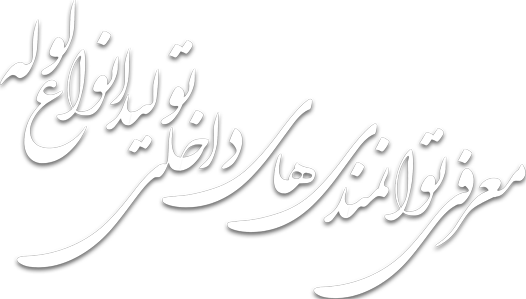 معرفی توانمندی های داخلی تولید انواع لوله